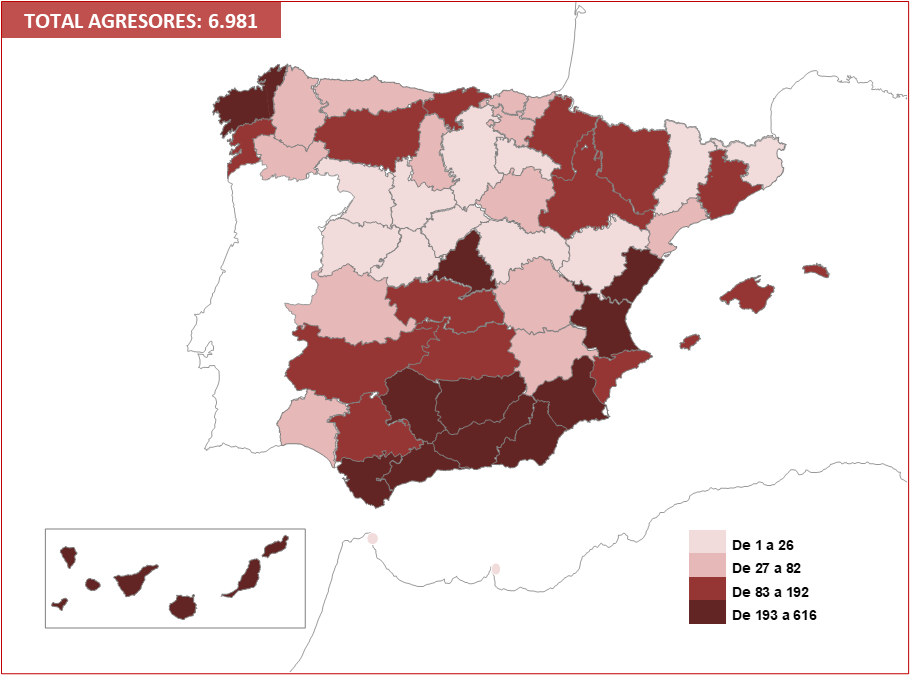 TOTAL AGRESORES: 6.981
De 1 a 26
De 27 a 82
De 83 a 192
De 193 a 616